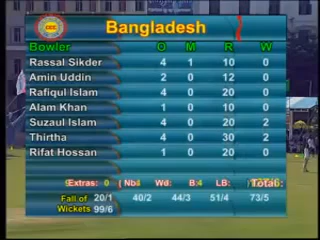 Bangladesh
Bowler O M R W
Rassal Sikder 4 1 10 0
Amin Uddin 2 0 12 0
Rafiqul Islam 4 0 20 0
Alam Khan 1 0 10 0
Suzaul Islam 4 0 20 2
Thirtha 4 0 30 2
Rifat Hossan 1 0 20 0
Extras: 0 ( Nb: Wd: B: LB: Total:
Fall of 20/1 40/2 44/3 51/4 73/5
Wickets 99/6